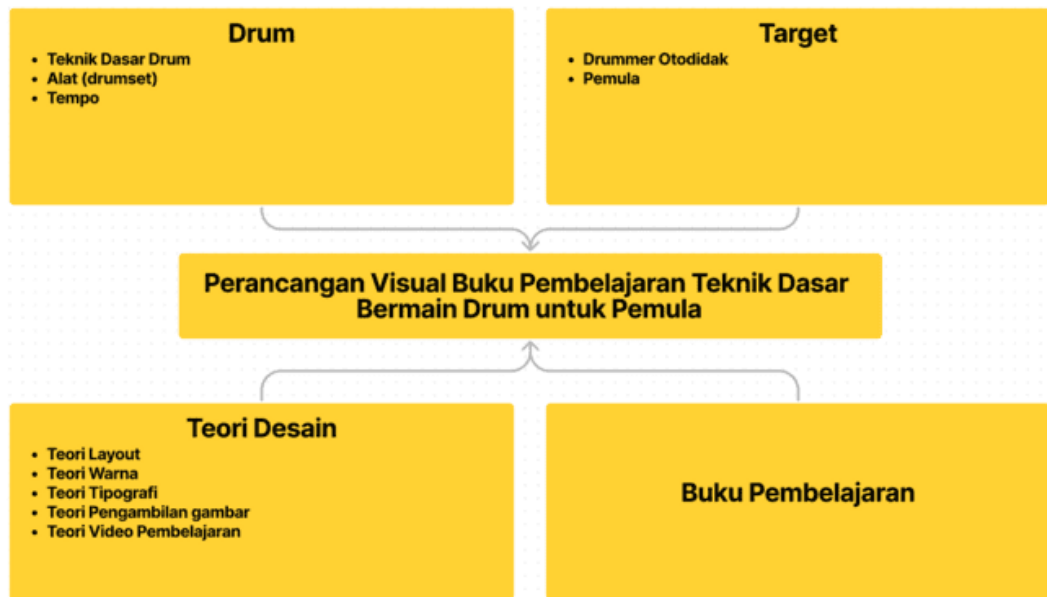 Drum
• Teknik Dasar Drum
• Alat (drumset)
• Tempo
Target
• Drummer Otodidak
• Pemula
Perancangan Visual Buku Pembelajaran Teknik Dasar
Bermain Drum untuk Pemula
Teori Desain
• Teori Layout
• Teori Warna
• Teori Tipografi
• Teori Pengambilan gambar
• Teori Video Pembelajaran
Buku Pembelajaran